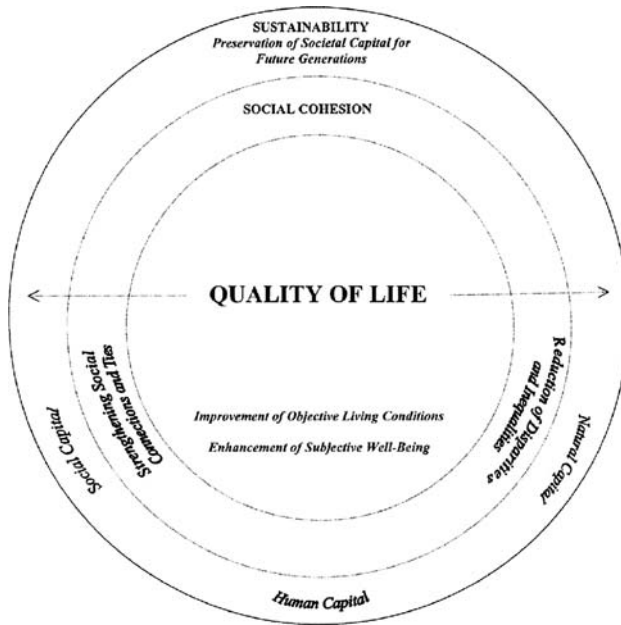 SUSTAINABILITY
Preservation of Societal Capital for
Future Generations
SOCIAL COHESION
QUALITY OF LIFE
Strengthening Social
Connections and Ties
Reduction of Disparities
and Inequalities
Improvement of Objective Living Conditions
Enhancement of Subjective Well-Being
Social Capital
Natural Capital
Human Capital